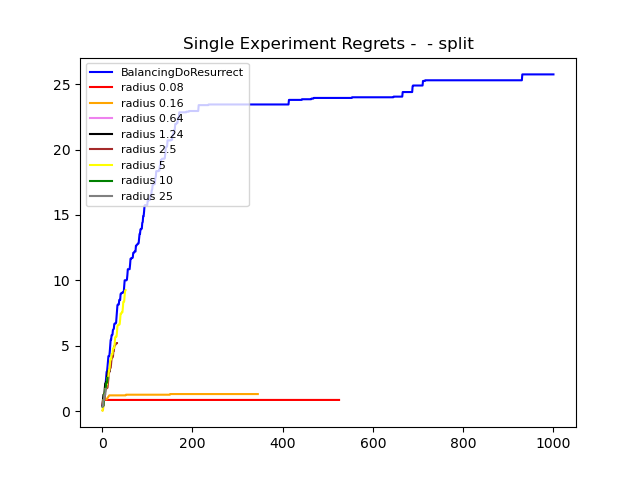 Single Experiment Regrets -  - split
BalancingDoResurrect
radius 0.08
radius 0.16
radius 0.64
radius 1.24
radius 2.5
radius 5
radius 10
radius 25
25
20
15
10
5
0
0 200 400 600 800 1000